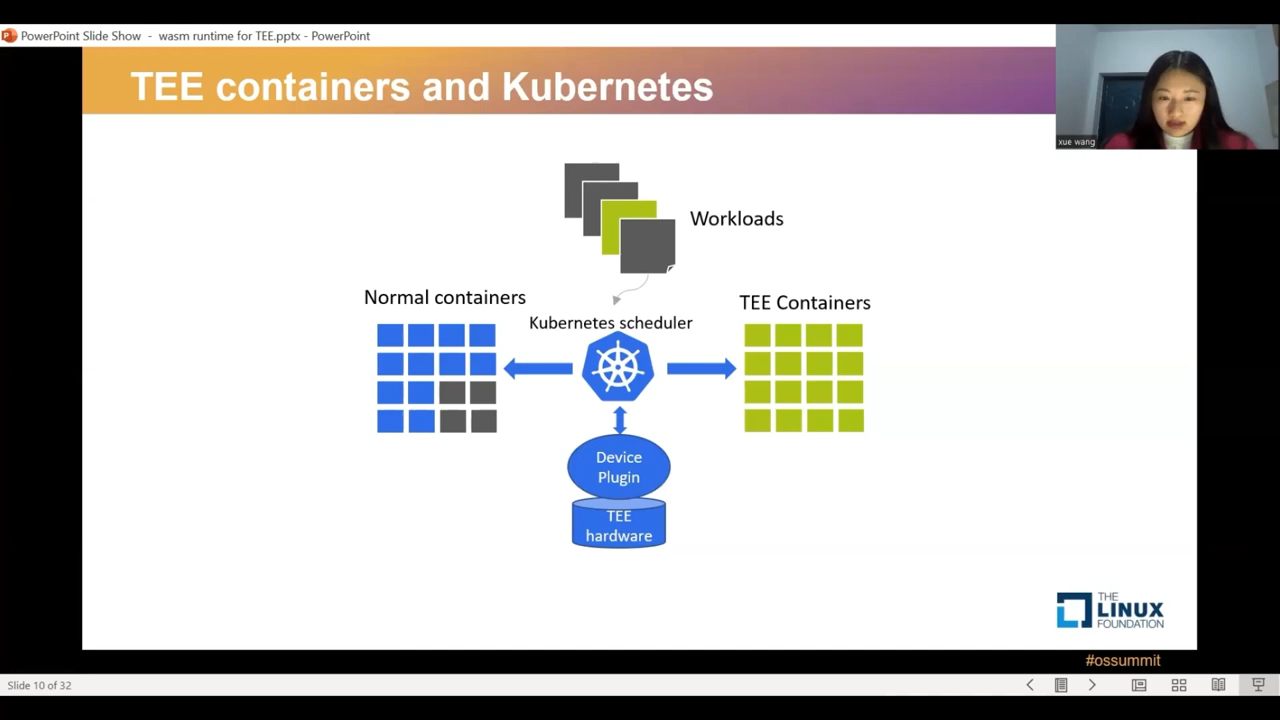 PowerPoint Slide Show - wasm runtime for TEE.pptx - PowerPoint
TEE containers and Kubernetes
xue wang
Workloads
Normal containers
TEE Containers
Kubernetes scheduler
Device
Plugin
TEE
hardware
THE
LINUX
FOUNDATION
#ossummit
Slide 10 of 32